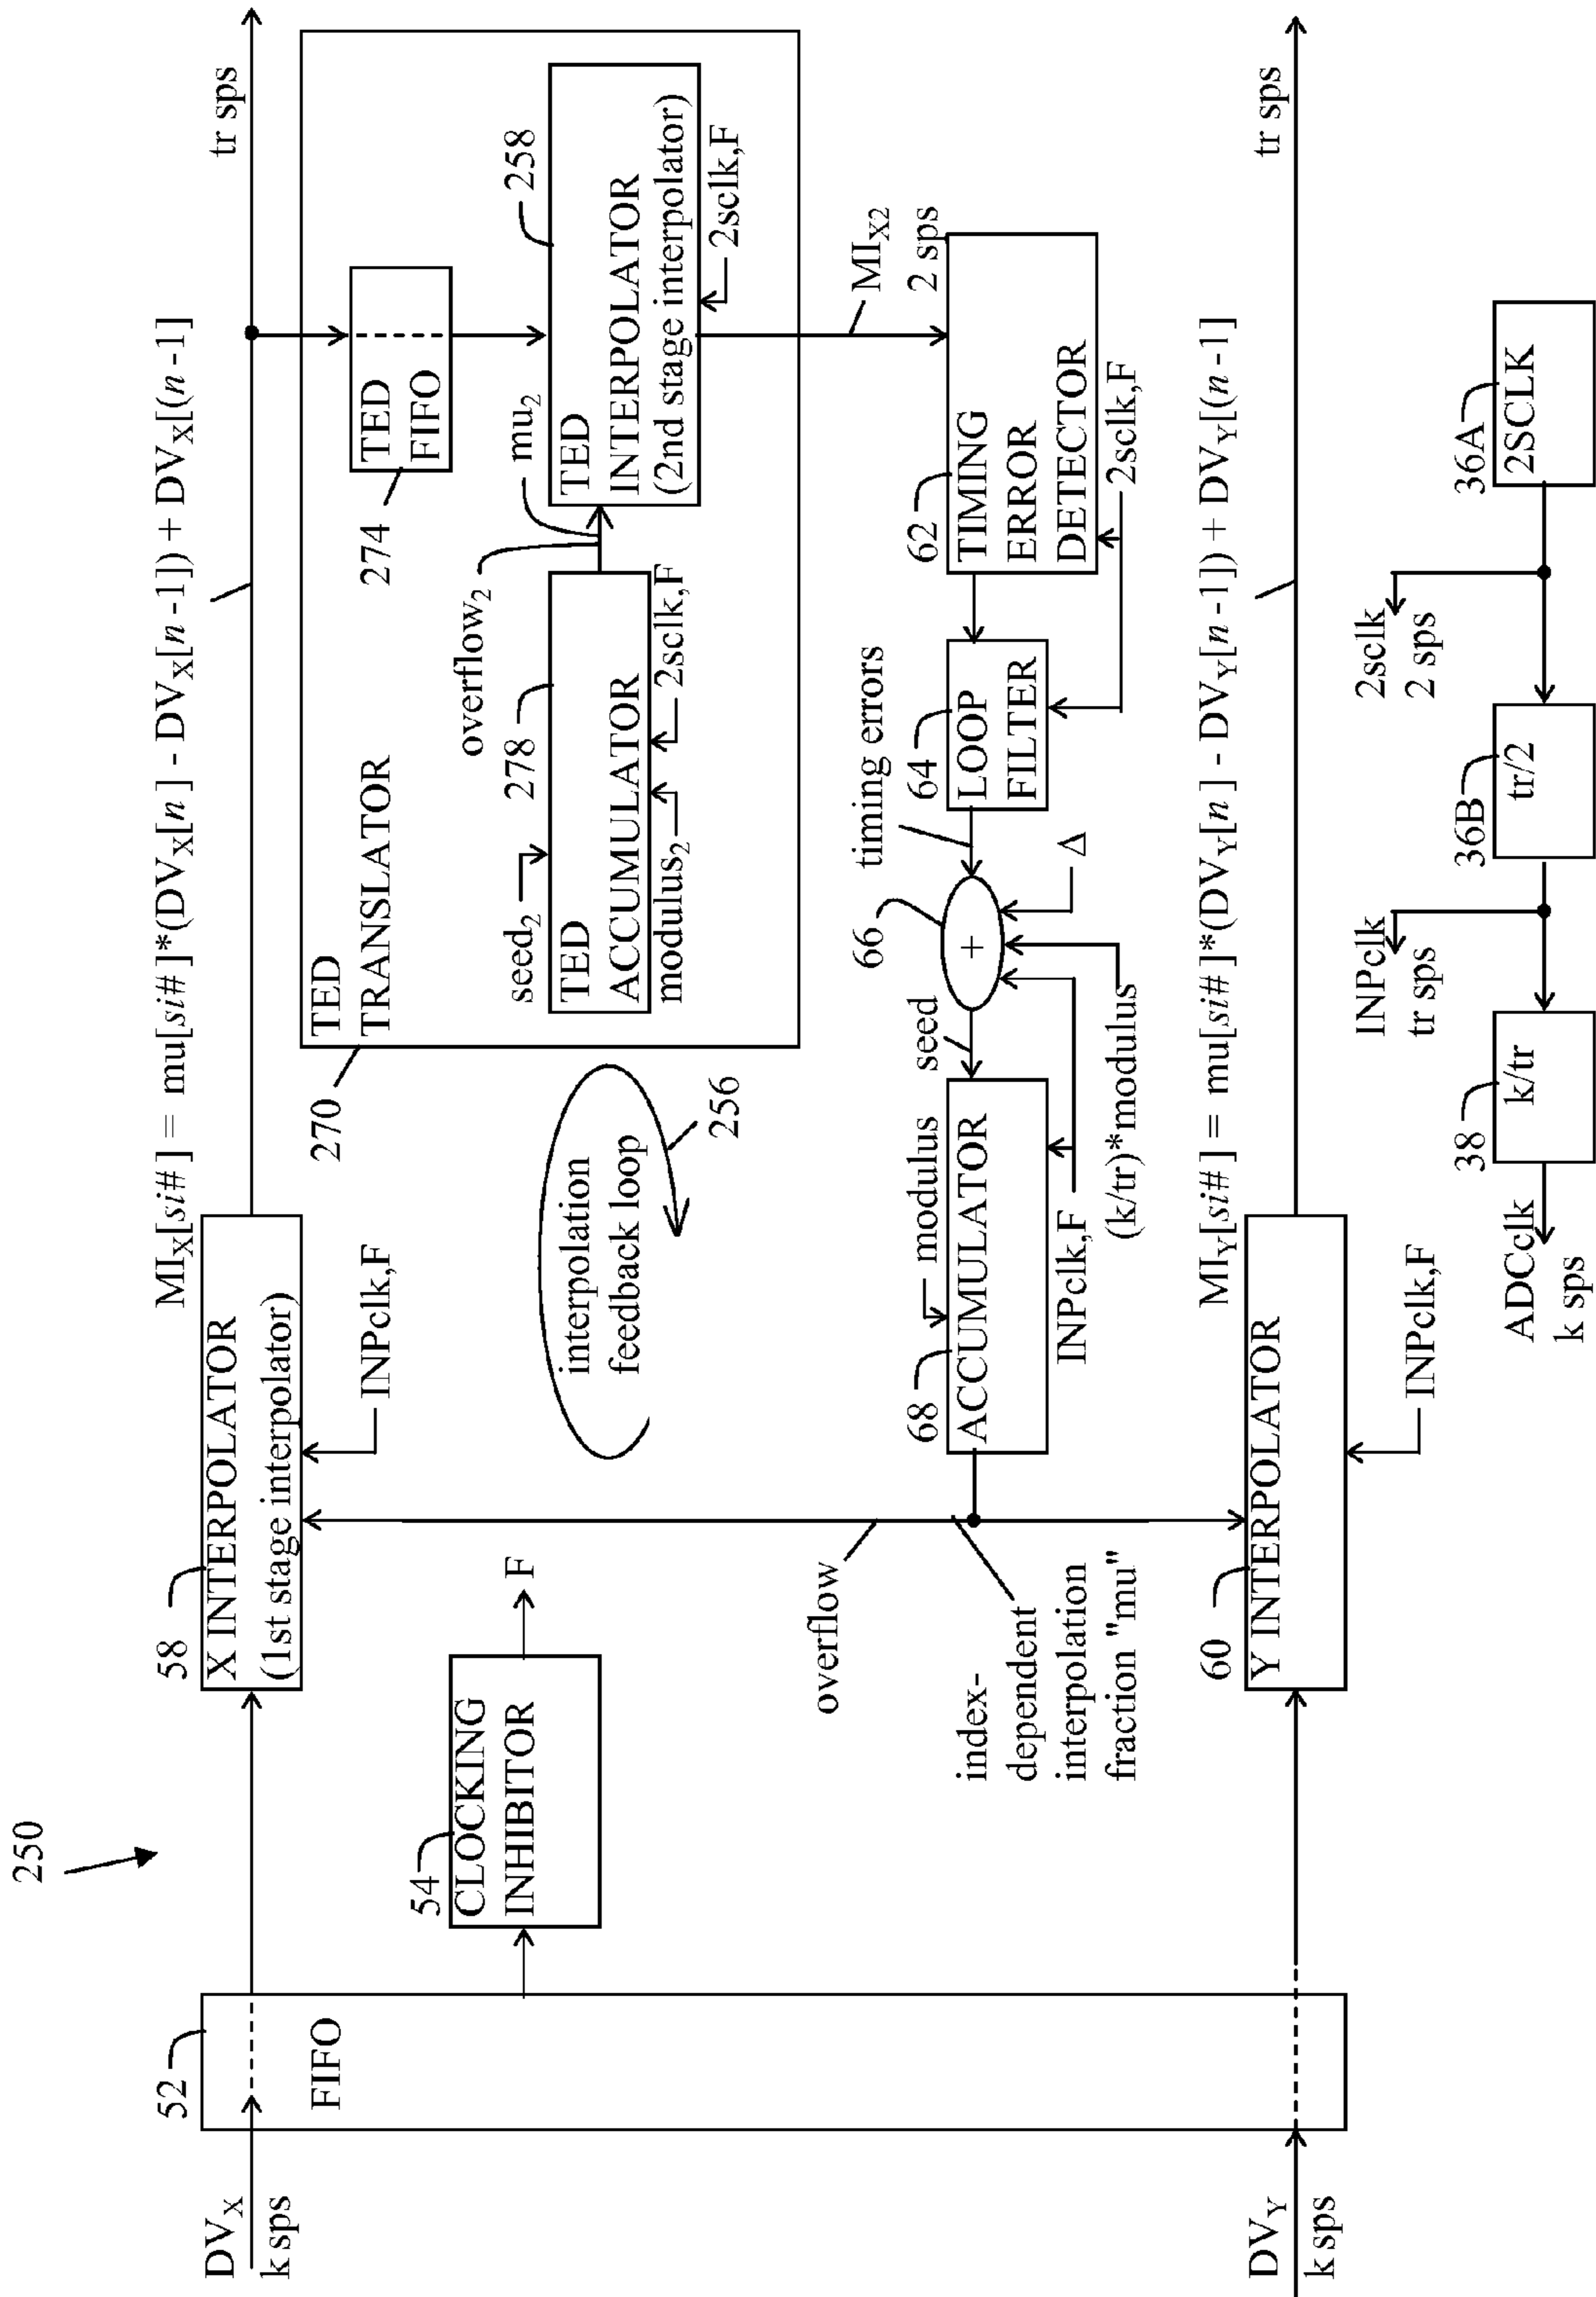 250
DV_X
k sps
52
FIFO
DV_Y
k sps
54
CLOCKING
INHIBITOR
F
58
X INTERPOLATOR
(1st stage interpolator)
INPclk,F
MI_X[si#] = mu[si#]*(DV_X[n] - DV_X[n -1]) + DV_X[(n -1]
tr sps
TED
TRANSLATOR
270
274
TED
FIFO
seed_2
278
TED
ACCUMULATOR
modulus_2
2sclk,F
overflow_2
mu_2
258
TED
INTERPOLATOR
(2nd stage interpolator)
2sclk,F
interpolation
feedback loop
256
MI_X2
2 sps
62
TIMING
ERROR
DETECTOR
2sclk,F
64
LOOP
FILTER
timing errors
66
+
Δ
(k/tr)*modulus
seed
modulus
68
ACCUMULATOR
INPclk,F
overflow
index-
dependent
interpolation
fraction "mu"
60
Y INTERPOLATOR
INPclk,F
MI_Y[si#] = mu[si#]*(DV_Y[n] - DV_Y[n -1]) + DV_Y[(n -1]
tr sps
ADCclk
k sps
38
k/tr
INPclk
tr sps
36B
tr/2
2sclk
2 sps
36A
2SCLK